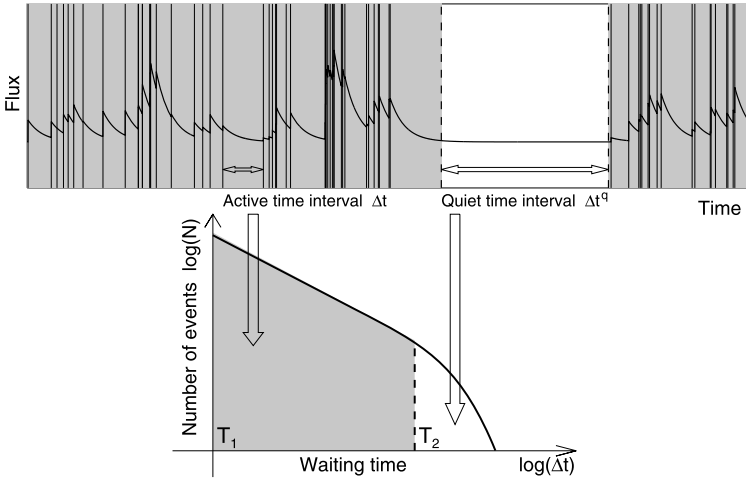 Flux
Active time interval Δt
Quiet time interval Δt^q
Time
Number of events log(N)
T₁
T₂
Waiting time
log(Δt)